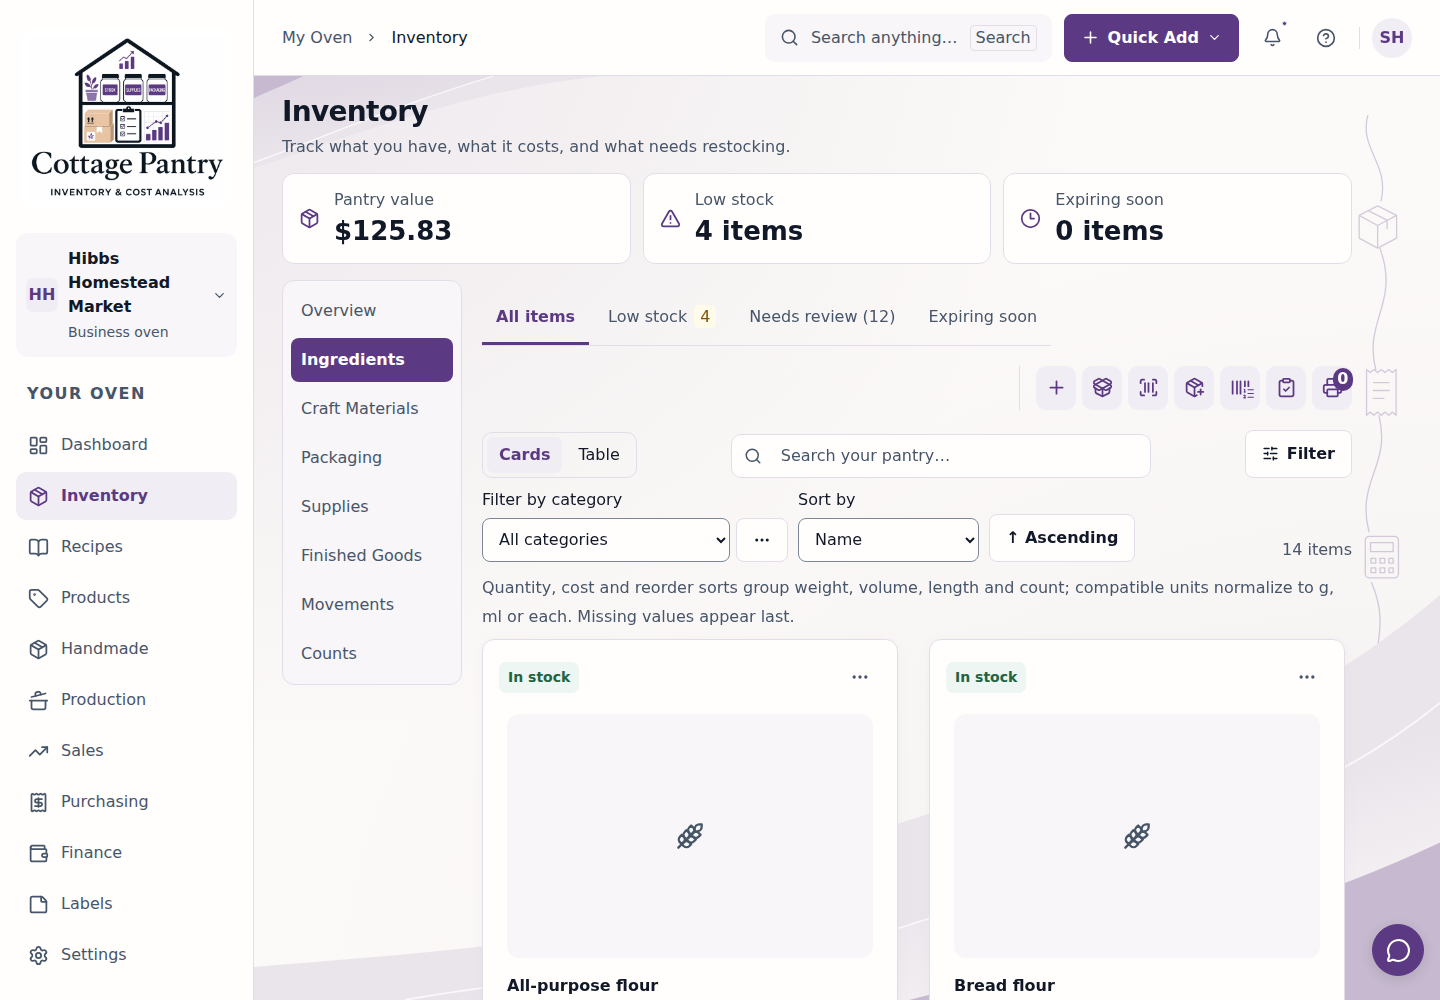 My Oven
Inventory
Search anything...
Search
Quick Add
SH
STOCK
SUPPLIES
PACKAGING
Cottage Pantry
INVENTORY & COST ANALYSIS
HH
Hibbs
Homestead
Market
Business oven
YOUR OVEN
Dashboard
Inventory
Recipes
Products
Handmade
Production
Sales
Purchasing
Finance
Labels
Settings
Inventory
Track what you have, what it costs, and what needs restocking.
Pantry value
$125.83
Low stock
4 items
Expiring soon
0 items
Overview
Ingredients
Craft Materials
Packaging
Supplies
Finished Goods
Movements
Counts
All items
Low stock 4
Needs review (12)
Expiring soon
0
Cards
Table
Search your pantry...
Filter
Filter by category
Sort by
All categories
Name
↑ Ascending
14 items
Quantity, cost and reorder sorts group weight, volume, length and count; compatible units normalize to g,
ml or each. Missing values appear last.
In stock
In stock
All-purpose flour
Bread flour